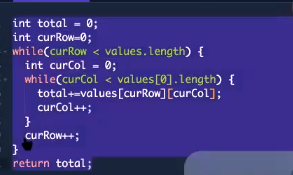 int total = 0;
int curRow=0;
while(curRow < values.length) {
int curCol = 0;
while(curCol < values[0].length) {
total+=values[curRow][curCol];
curCol++;
}
curRow++;
}
return total;